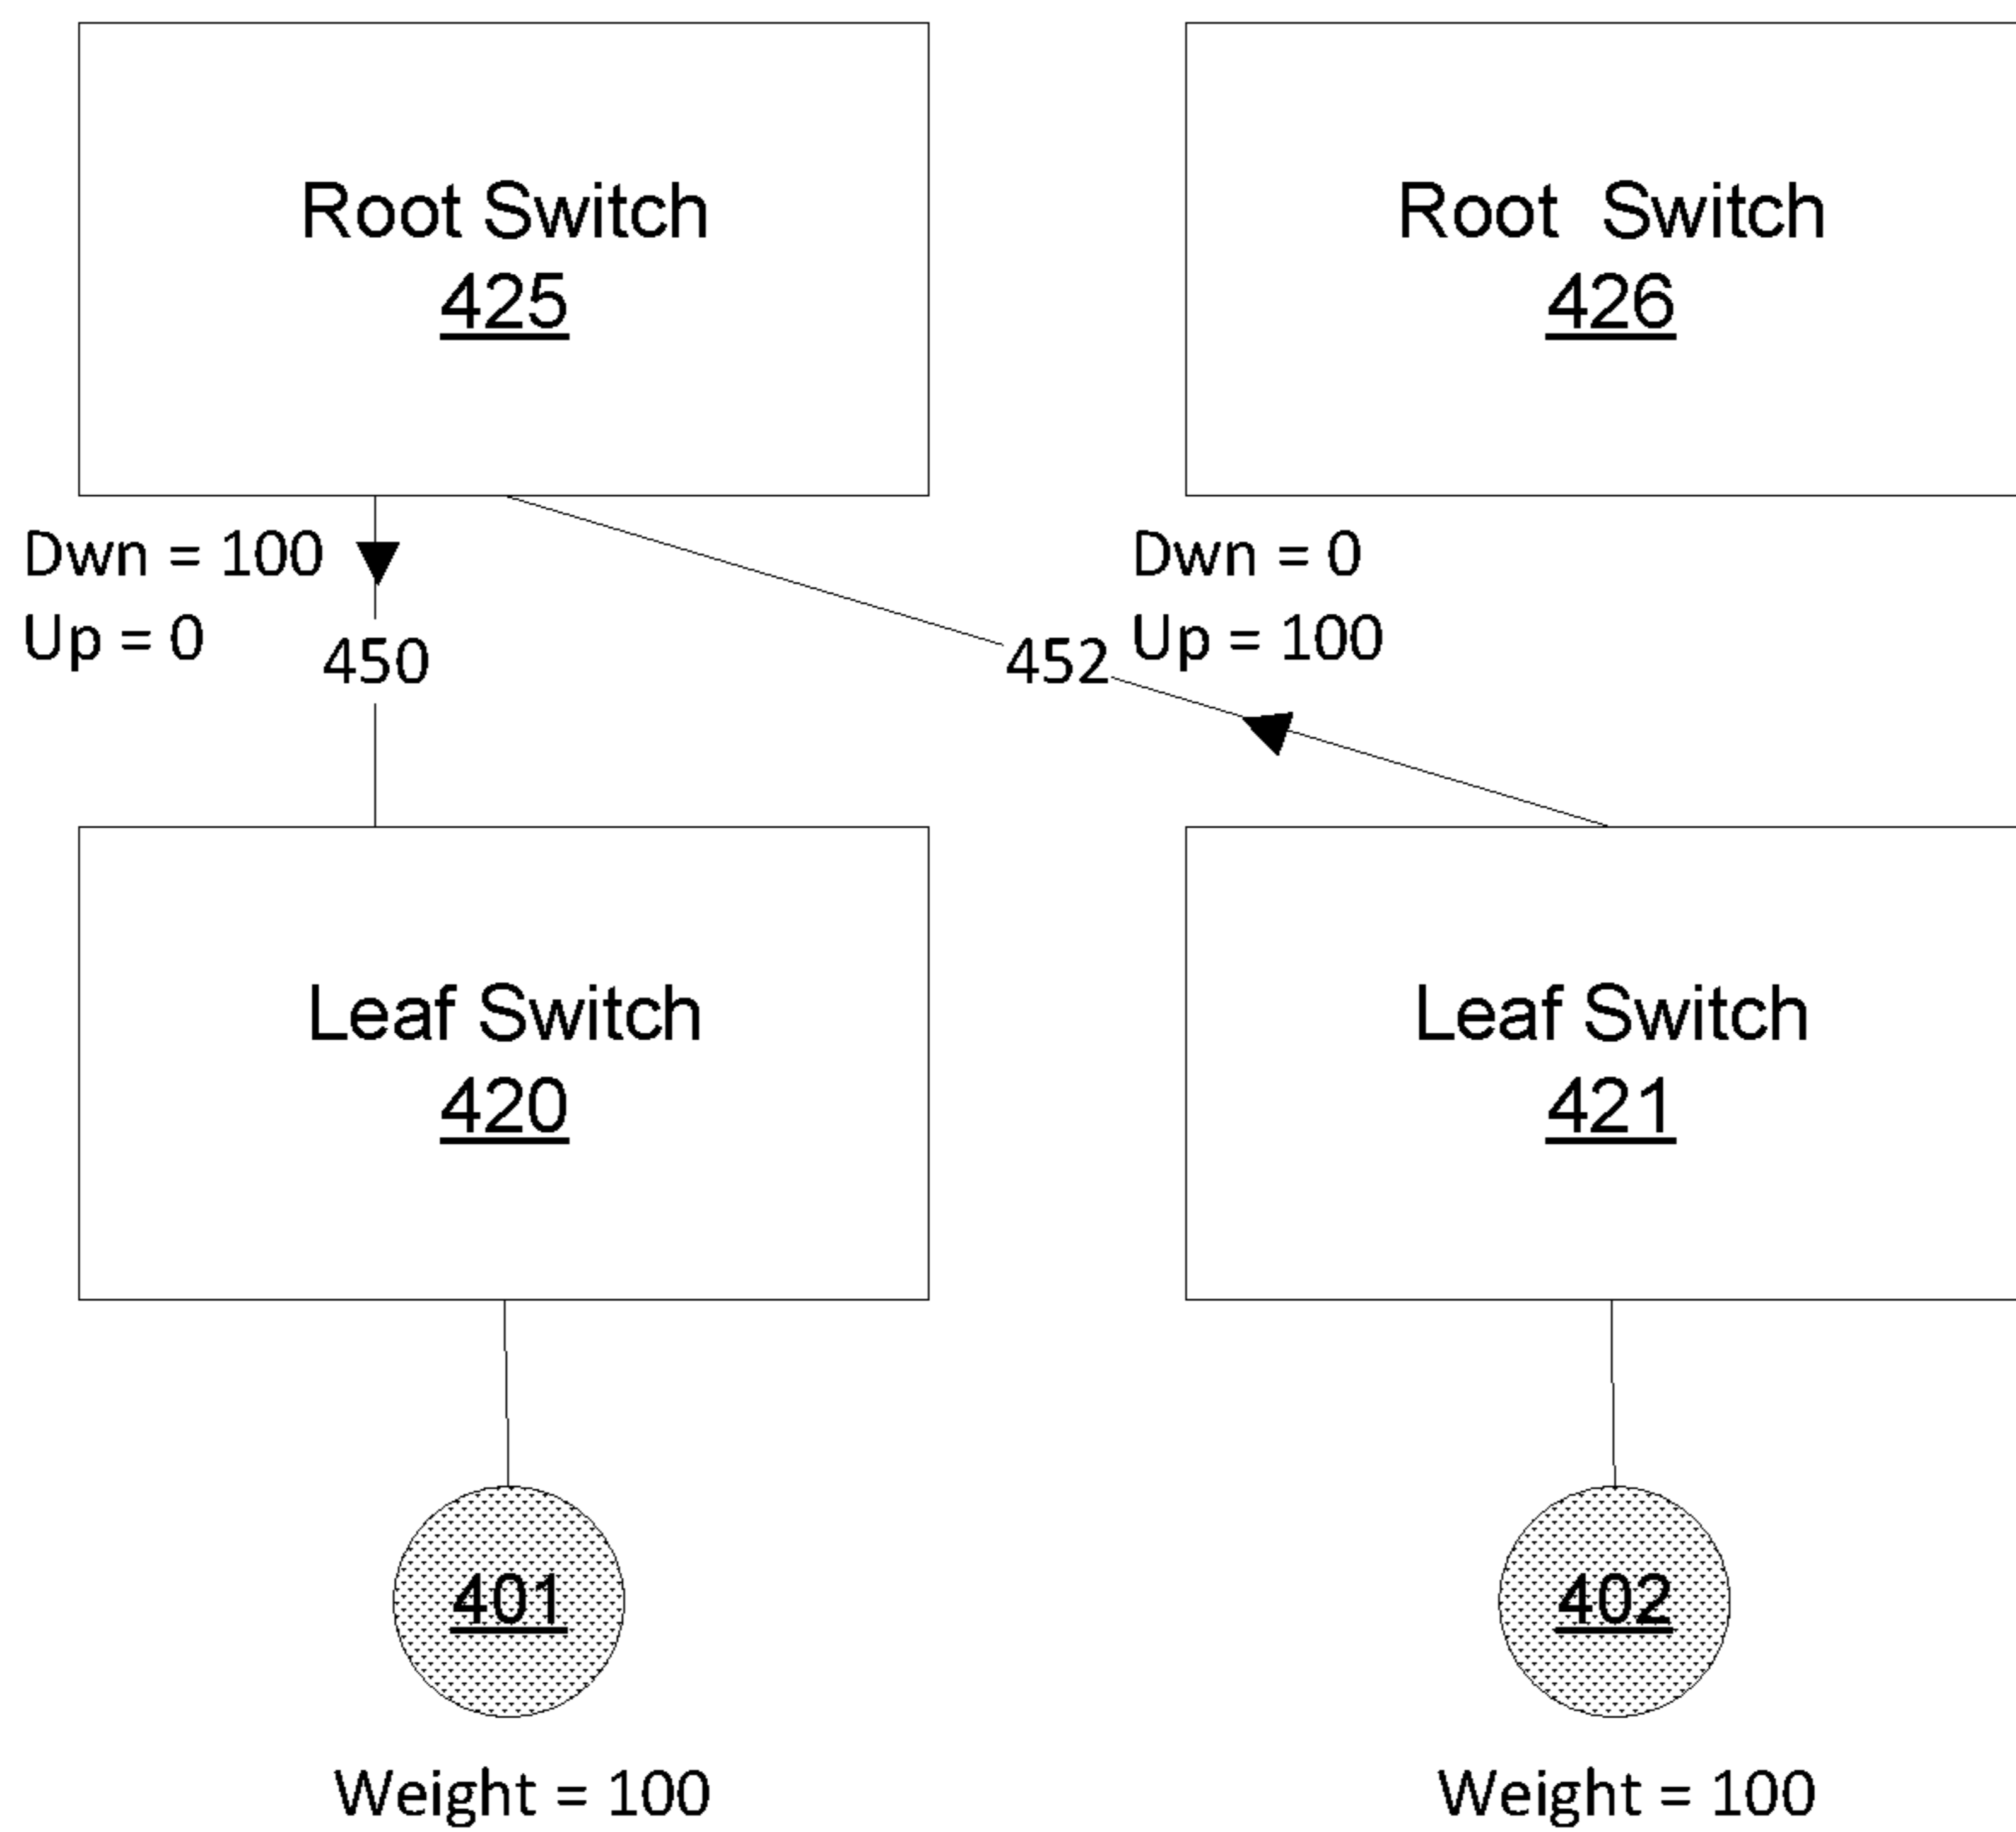 Root Switch
425
Root Switch
426
Dwn = 100
Up = 0
450
452
Dwn = 0
Up = 100
Leaf Switch
420
Leaf Switch
421
401
402
Weight = 100
Weight = 100